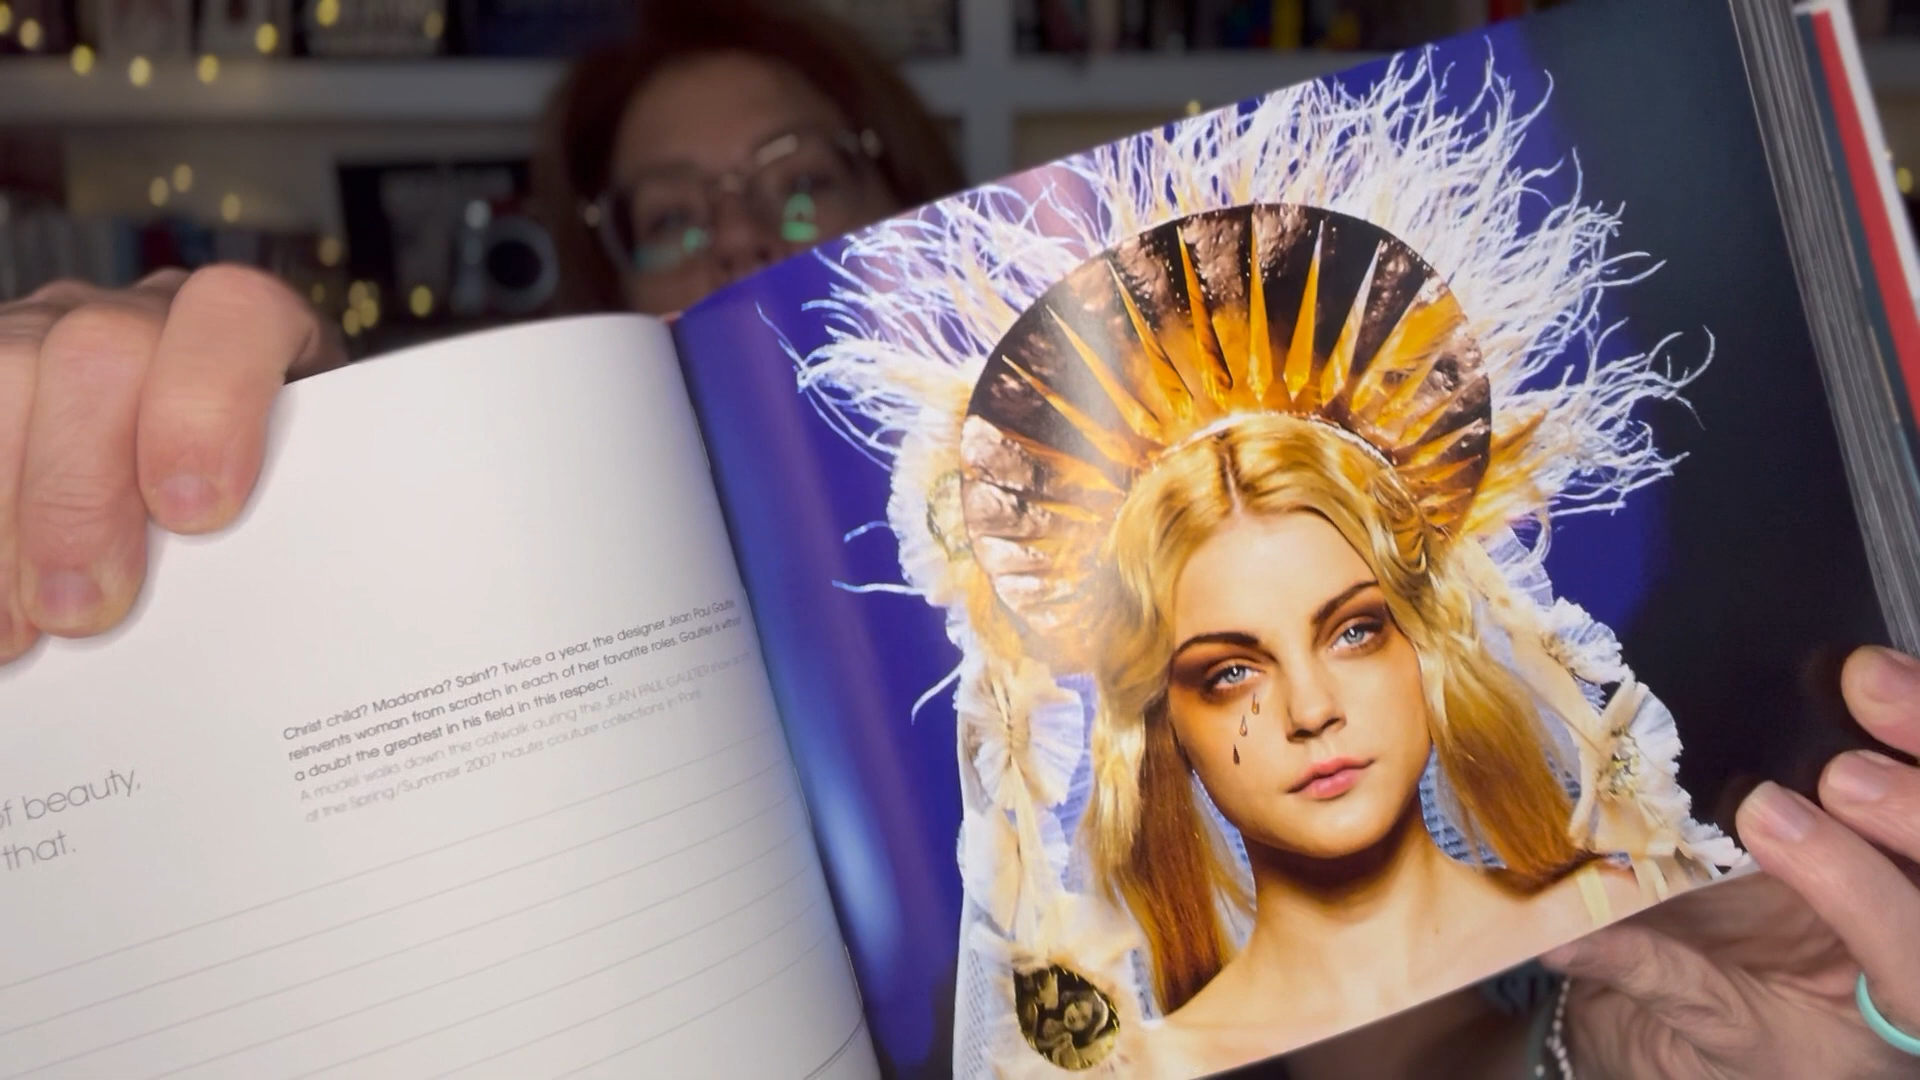 of beauty,
that.
Christ child? Madonna? Saint? Twice a year, the designer Jean Paul Gaultier
reinvents woman from scratch in each of her favorite roles. Gaultier is without
a doubt the greatest in his field in this respect.
A model walks down the catwalk during the JEAN PAUL GAULTIER show
at the Spring/Summer 2007 haute couture collections in Paris